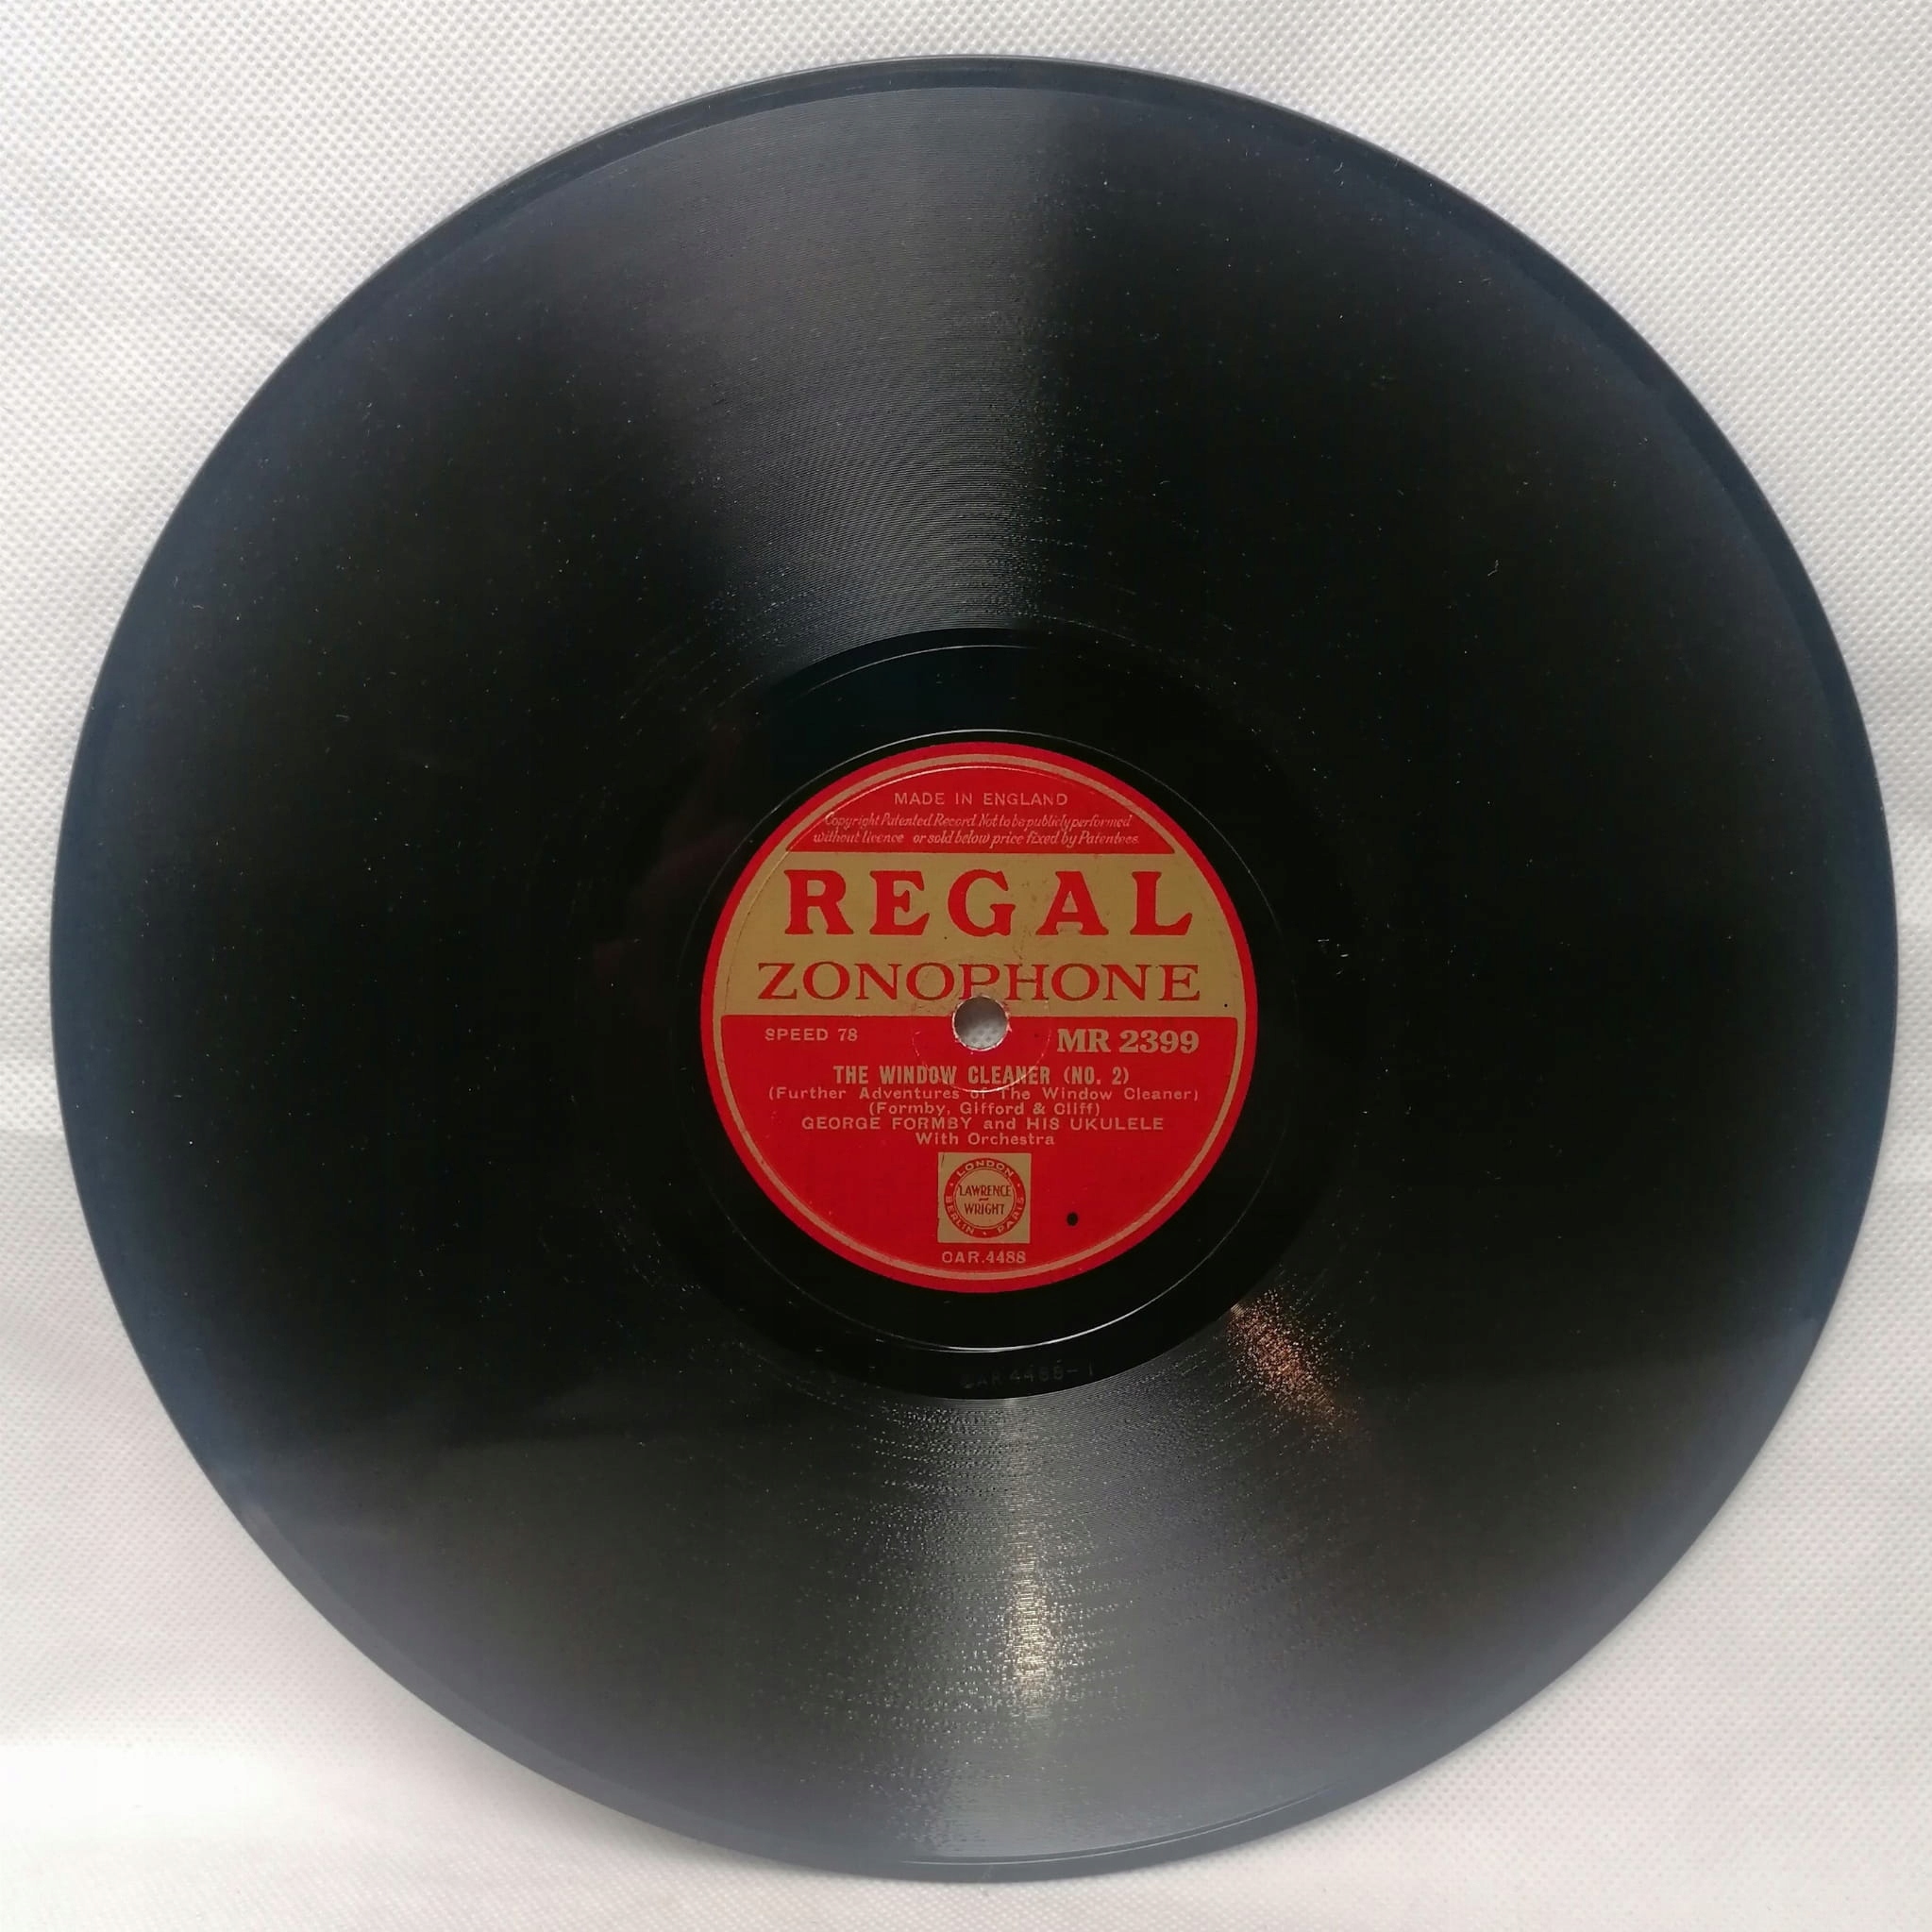 MADE IN ENGLAND
Copyright Patented Record. Not to be publicly performed
without licence or sold below price fixed by Patentees.
REGAL
ZONOPHONE
SPEED 78
MR 2399
THE WINDOW CLEANER (NO. 2)
(Further Adventures of The Window Cleaner)
(Formby, Gifford & Cliff)
GEORGE FORMBY and HIS UKULELE
With Orchestra
LONDON
LAWRENCE
WRIGHT
BERLIN • PARIS
OAR.4488